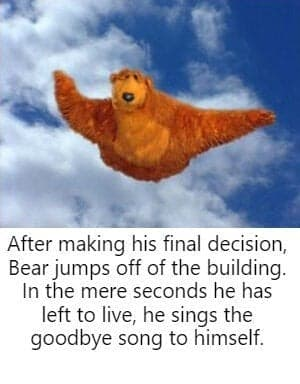 After making his final decision,
Bear jumps off of the building.
In the mere seconds he has
left to live, he sings the
goodbye song to himself.